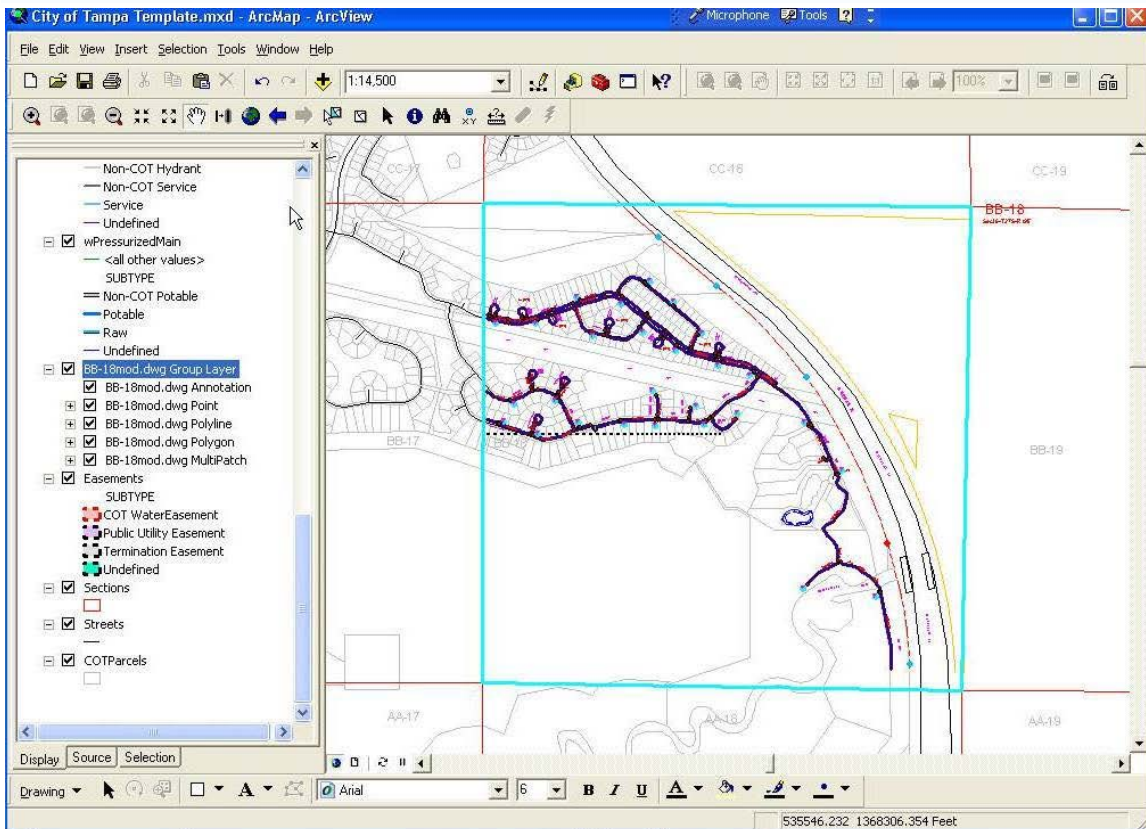 City of Tampa Template.mxd - ArcMap - ArcView
Microphone Tools
File Edit View Insert Selection Tools Window Help
1:14,500
100%
Non-COT Hydrant
Non-COT Service
Service
Undefined
wPressurizedMain
<all other values>
SUBTYPE
Non-COT Potable
Potable
Raw
Undefined
BB-18mod.dwg Group Layer
BB-18mod.dwg Annotation
BB-18mod.dwg Point
BB-18mod.dwg Polyline
BB-18mod.dwg Polygon
BB-18mod.dwg MultiPatch
Easements
SUBTYPE
COT WaterEasement
Public Utility Easement
Termination Easement
Undefined
Sections
Streets
COTParcels
CC-17
CC-18
CC-19
BB-18
BB-17
BB-19
AA-17
AA-18
AA-19
Display Source Selection
Drawing
A
Arial
6
B I U A
535546.232 1368306.354 Feet